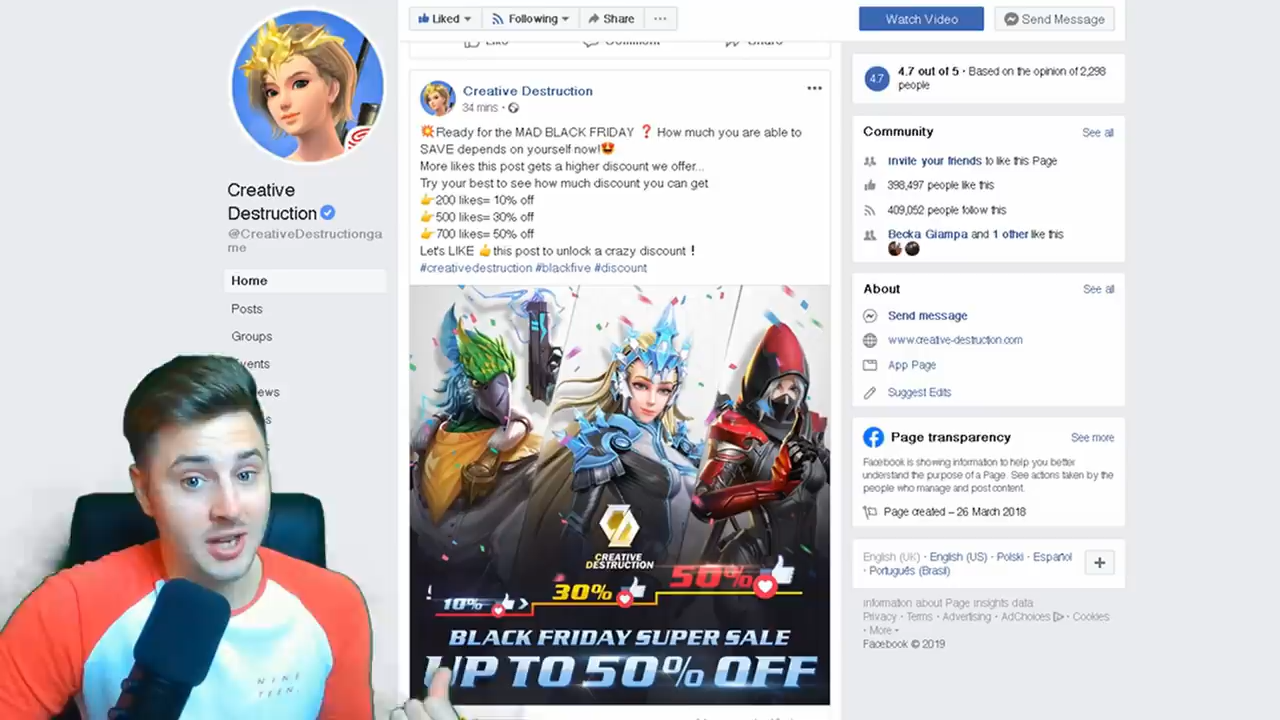 Liked
Following
Share
Watch Video
Send Message
Like
Comment
Share
Creative
Destruction
@CreativeDestructionga
me
Home
Posts
Groups
Creative Destruction
34 mins
Ready for the MAD BLACK FRIDAY ❓ How much you are able to
SAVE depends on yourself now!
More likes this post gets a higher discount we offer...
Try your best to see how much discount you can get
200 likes= 10% off
500 likes= 30% off
700 likes= 50% off
Let's LIKE 👍this post to unlock a crazy discount !
#creativedestruction #blackfive #discount
CREATIVE
DESTRUCTION
10%
30%
50%
BLACK FRIDAY SUPER SALE
UP TO 50% OFF
NINE
TEEN.
4.7
4.7 out of 5 · Based on the opinion of 2,298
people
Community
See all
Invite your friends to like this Page
398,497 people like this
409,052 people follow this
Becka Giampa and 1 other like this
About
See all
Send message
www.creative-destruction.com
App Page
Suggest Edits
Page transparency
See more
Facebook is showing information to help you better
understand the purpose of a Page. See actions taken by the
people who manage and post content.
Page created – 26 March 2018
English (UK) · English (US) · Polski · Español
· Português (Brasil)
Information about Page insights data
Privacy · Terms · Advertising · AdChoices · Cookies
· More
Facebook © 2019